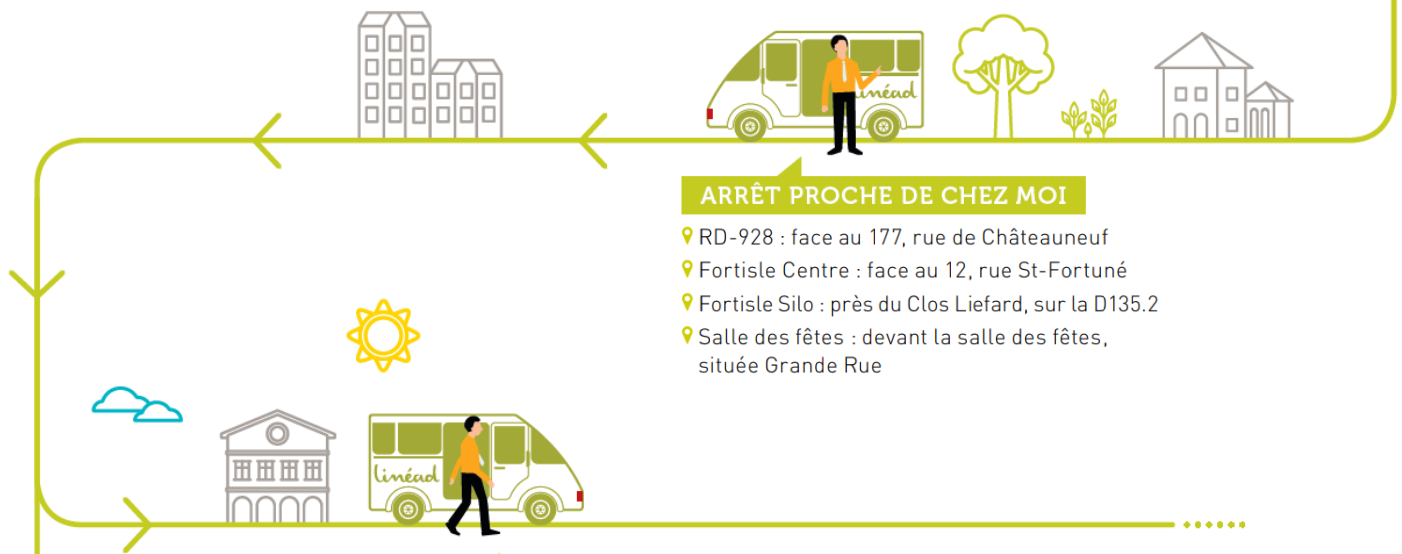 linéad
ARRÊT PROCHE DE CHEZ MOI
RD-928 : face au 177, rue de Châteauneuf
Fortisle Centre : face au 12, rue St-Fortuné
Fortisle Silo : près du Clos Liefard, sur la D135.2
Salle des fêtes : devant la salle des fêtes,
située Grande Rue
linéad